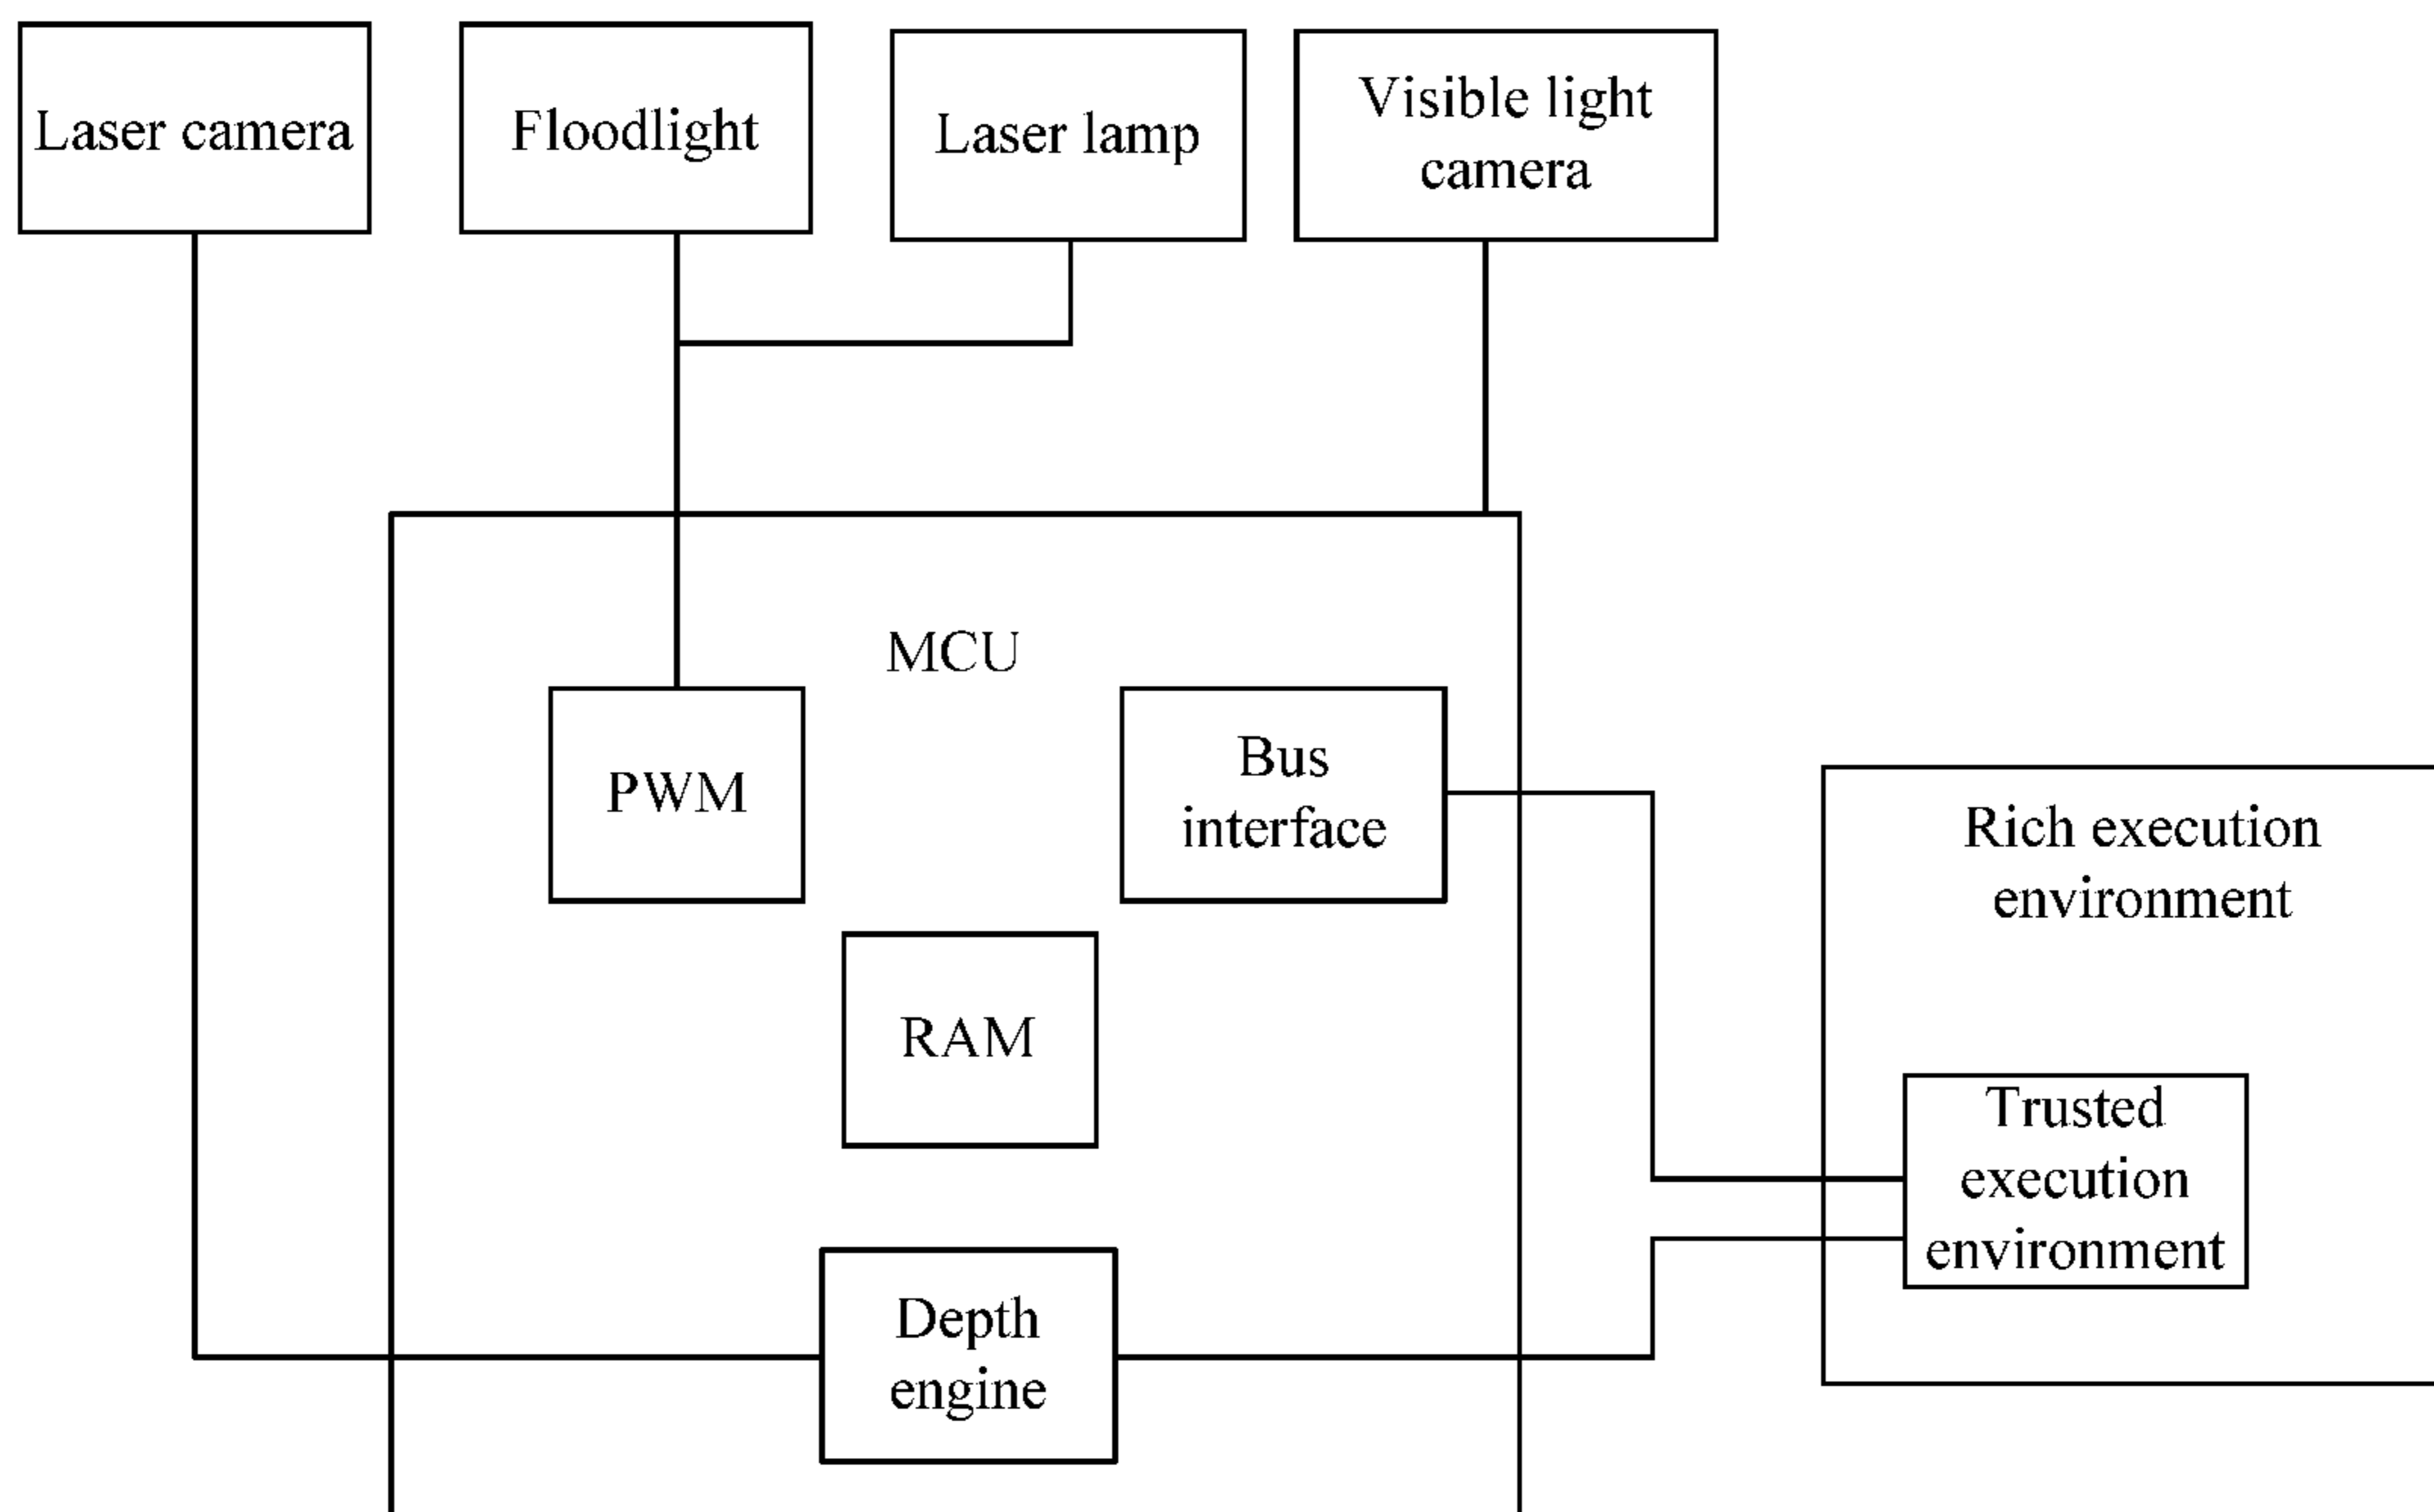 Laser camera
Floodlight
Laser lamp
Visible light
camera
MCU
PWM
Bus
interface
RAM
Depth
engine
Rich execution
environment
Trusted
execution
environment